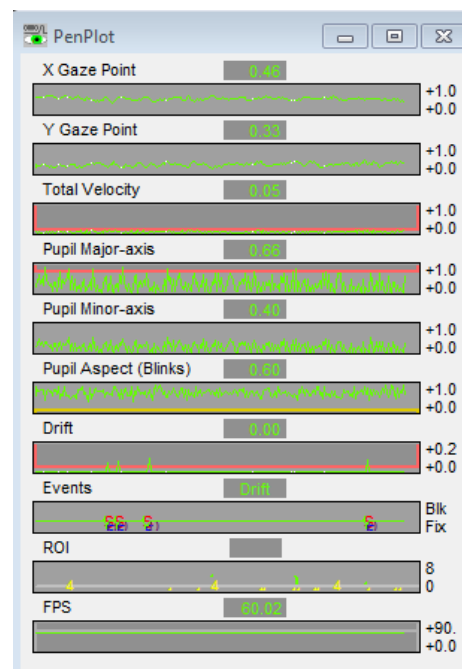 PenPlot
X Gaze Point 0.46
+1.0
+0.0
Y Gaze Point 0.33
+1.0
+0.0
Total Velocity 0.05
+1.0
+0.0
Pupil Major-axis 0.66
+1.0
+0.0
Pupil Minor-axis 0.40
+1.0
+0.0
Pupil Aspect (Blinks) 0.60
+1.0
+0.0
Drift 0.00
+0.2
+0.0
Events Drift
Blk
Fix
ROI
8
4 4 4
0
FPS 60.02
+90.
+0.0